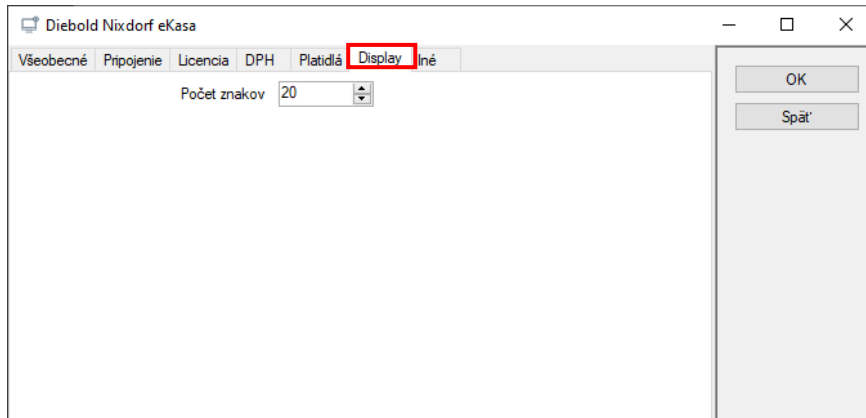 Diebold Nixdorf eKasa
Všeobecné Pripojenie Licencia DPH Platidlá Display Iné
OK
Počet znakov 20
Späť